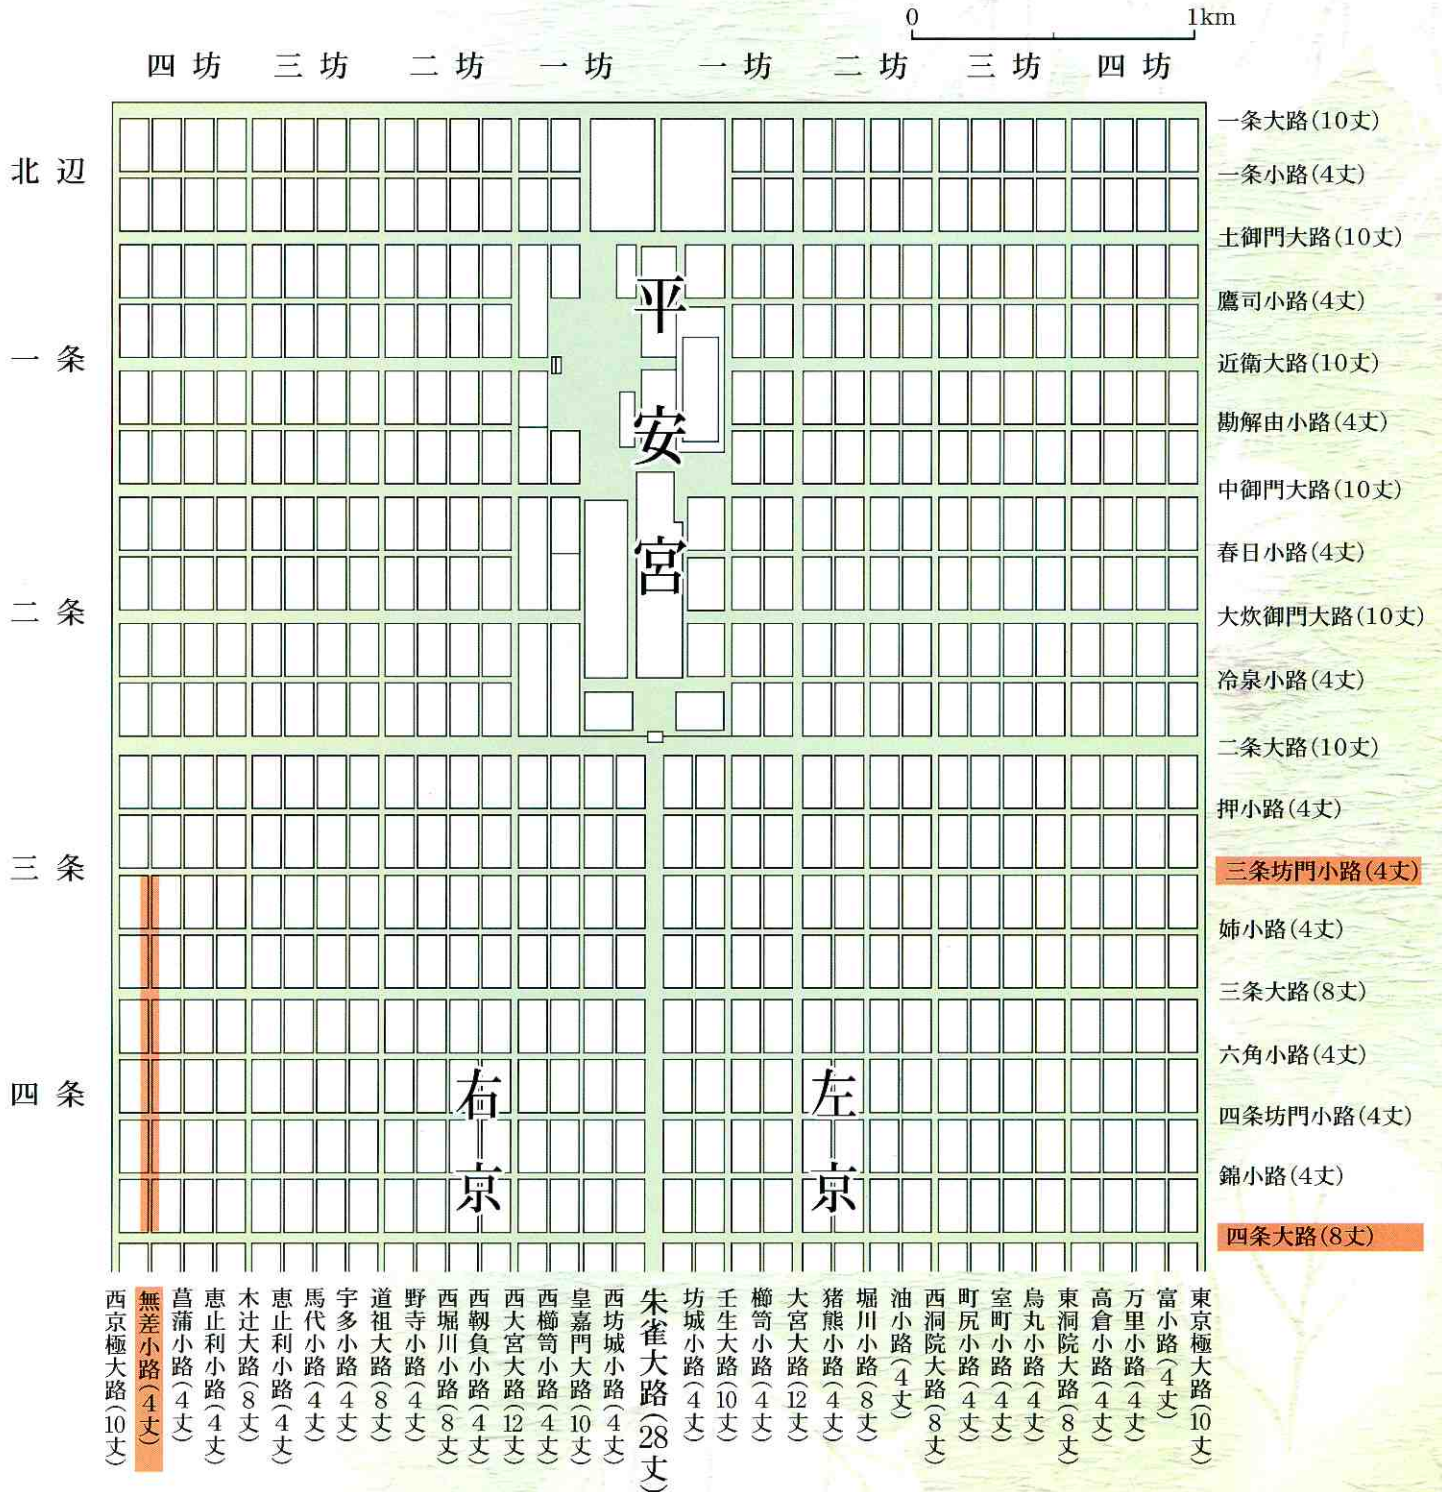 0 1km
四坊 三坊 二坊 一坊 一坊 二坊 三坊 四坊
北辺
一条
二条
三条
四条
平安宮
右京
左京
一条大路(10丈)
一条小路(4丈)
土御門大路(10丈)
鷹司小路(4丈)
近衛大路(10丈)
勘解由小路(4丈)
中御門大路(10丈)
春日小路(4丈)
大炊御門大路(10丈)
冷泉小路(4丈)
二条大路(10丈)
押小路(4丈)
三条坊門小路(4丈)
姉小路(4丈)
三条大路(8丈)
六角小路(4丈)
四条坊門小路(4丈)
錦小路(4丈)
四条大路(8丈)
西京極大路(10丈)
無差小路(4丈)
菖蒲小路(4丈)
恵止利小路(4丈)
木辻大路(8丈)
恵止利小路(4丈)
馬代小路(4丈)
宇多小路(4丈)
道祖大路(8丈)
野寺小路(4丈)
西堀川小路(8丈)
西靱負小路(4丈)
西大宮大路(12丈)
西櫛笥小路(4丈)
皇嘉門大路(10丈)
西坊城小路(4丈)
朱雀大路(28丈)
坊城小路(4丈)
壬生大路(10丈)
櫛笥小路(4丈)
大宮大路(12丈)
猪熊小路(4丈)
堀川小路(8丈)
油小路(4丈)
西洞院大路(8丈)
町尻小路(4丈)
室町小路(4丈)
烏丸小路(4丈)
東洞院大路(8丈)
高倉小路(4丈)
万里小路(4丈)
富小路(4丈)
東京極大路(10丈)